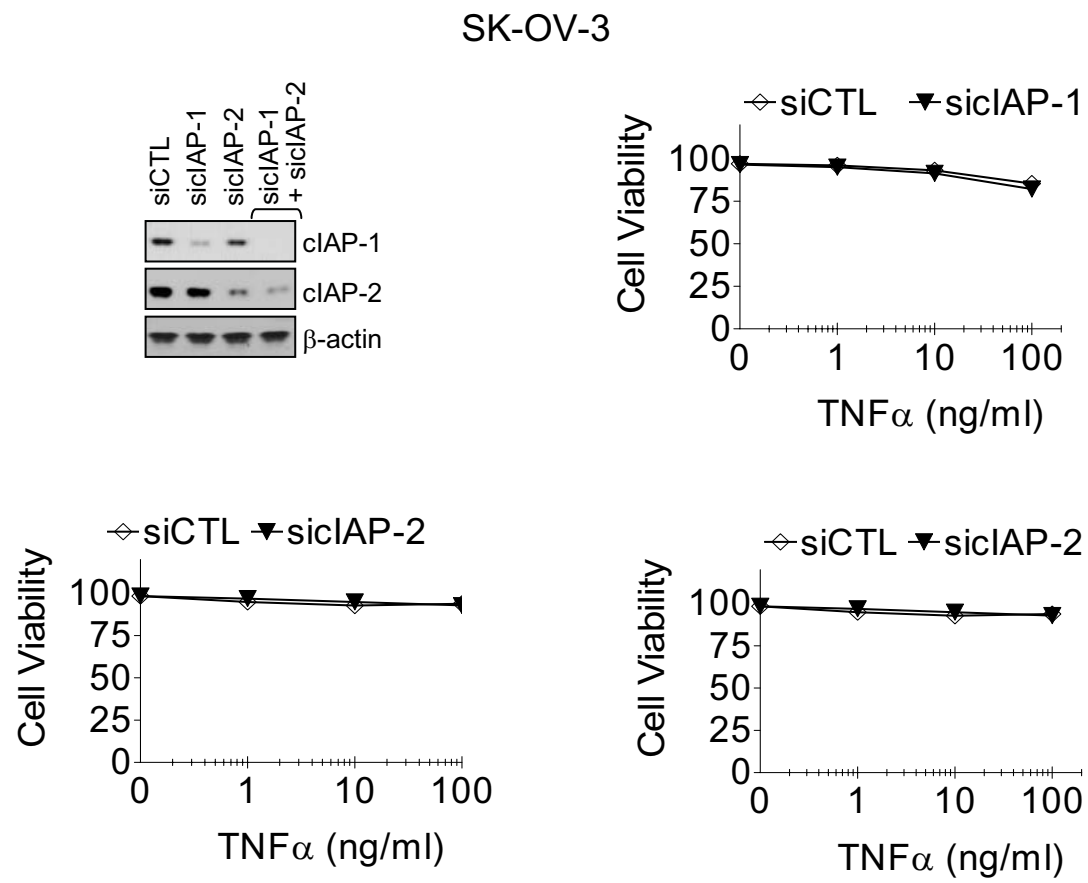 SK-OV-3
siCTL
sicIAP-1
sicIAP-2
sicIAP-1
+ sicIAP-2
cIAP-1
cIAP-2
β-actin
siCTL sicIAP-1
Cell Viability
100
75
50
25
0
0 1 10 100
TNFα (ng/ml)
siCTL sicIAP-2
Cell Viability
100
75
50
25
0
0 1 10 100
TNFα (ng/ml)
siCTL sicIAP-2
Cell Viability
100
75
50
25
0
0 1 10 100
TNFα (ng/ml)